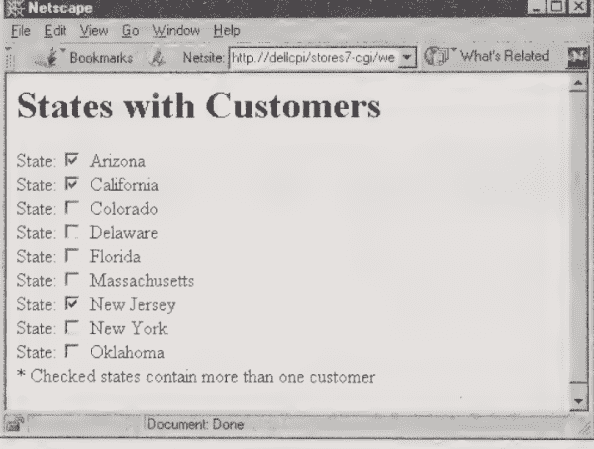 Netscape
File Edit View Go Window Help
Bookmarks Netsite: http://dellcpi/stores7-cgi/we What's Related
States with Customers
State: Arizona
State: California
State: Colorado
State: Delaware
State: Florida
State: Massachusetts
State: New Jersey
State: New York
State: Oklahoma
* Checked states contain more than one customer
Document: Done